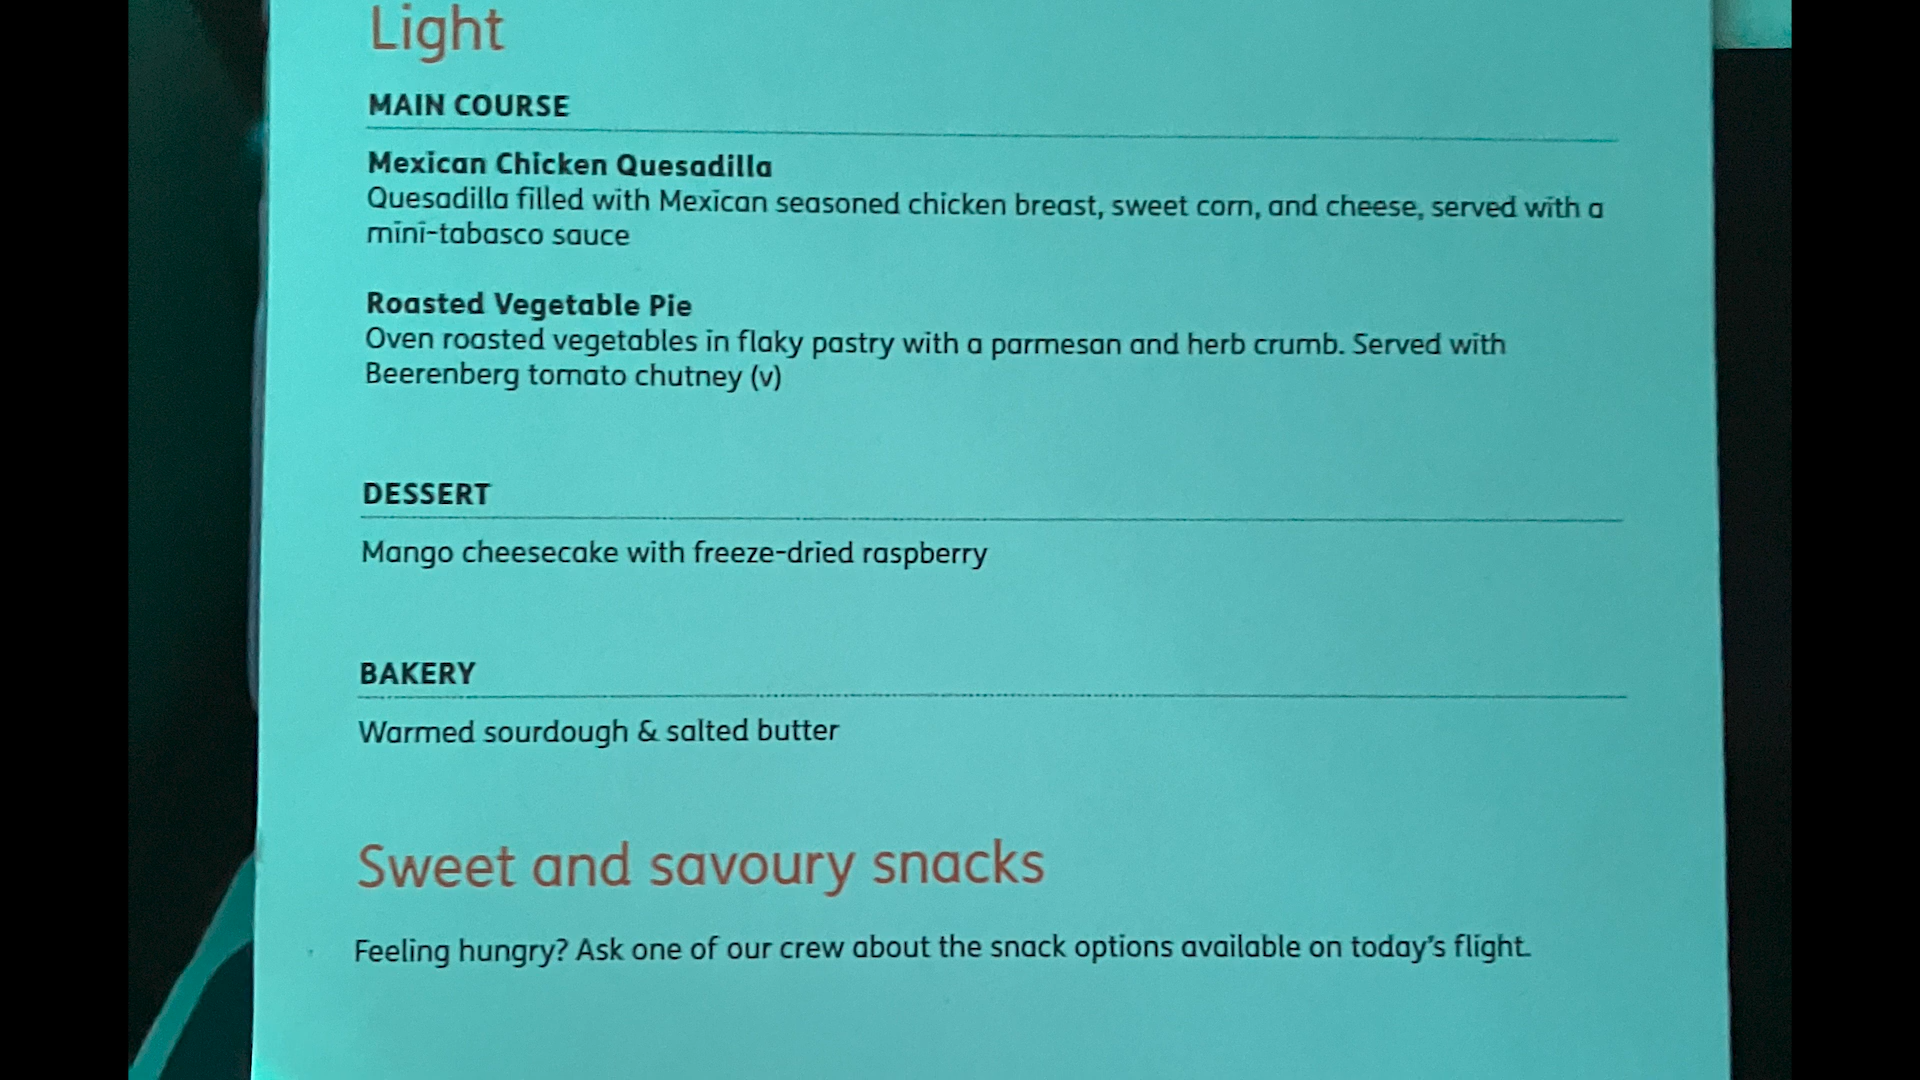 Light
MAIN COURSE
Mexican Chicken Quesadilla
Quesadilla filled with Mexican seasoned chicken breast, sweet corn, and cheese, served with a
mini-tabasco sauce
Roasted Vegetable Pie
Oven roasted vegetables in flaky pastry with a parmesan and herb crumb. Served with
Beerenberg tomato chutney (v)
DESSERT
Mango cheesecake with freeze-dried raspberry
BAKERY
Warmed sourdough & salted butter
Sweet and savoury snacks
Feeling hungry? Ask one of our crew about the snack options available on today's flight.